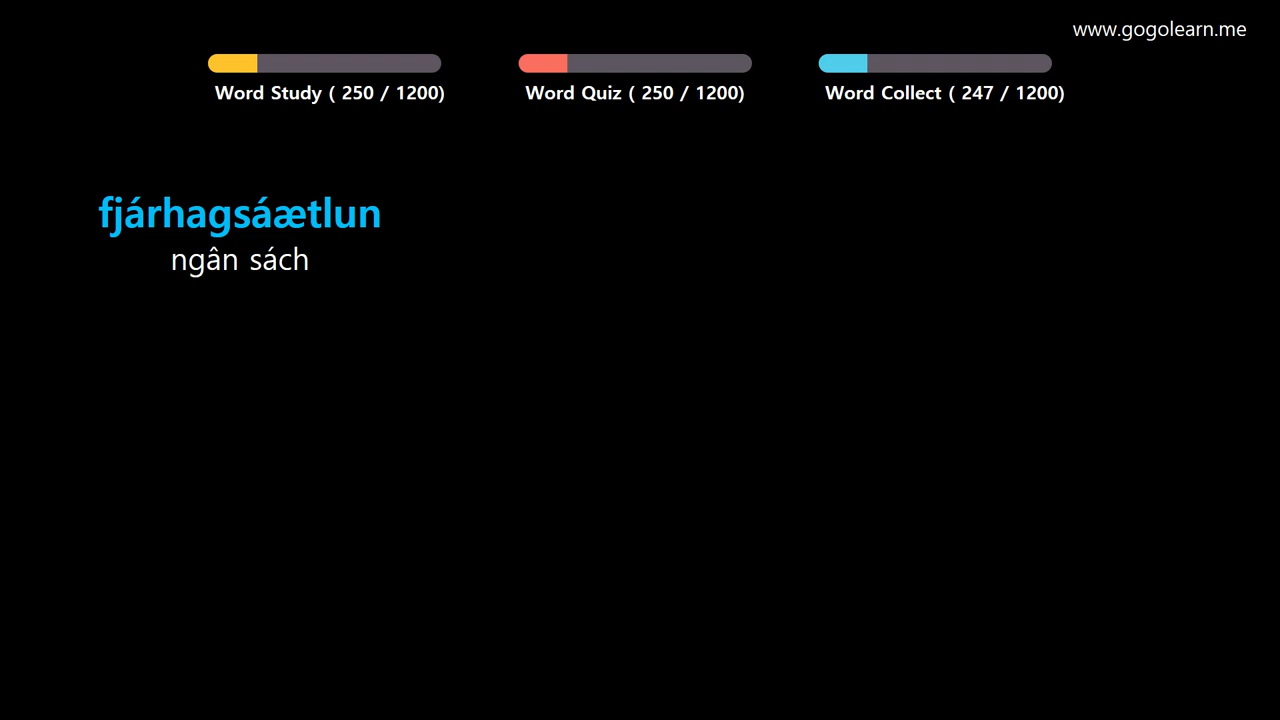 www.gogolearn.me
Word Study ( 250 / 1200)
Word Quiz ( 250 / 1200)
Word Collect ( 247 / 1200)
fjárhagsáætlun
ngân sách